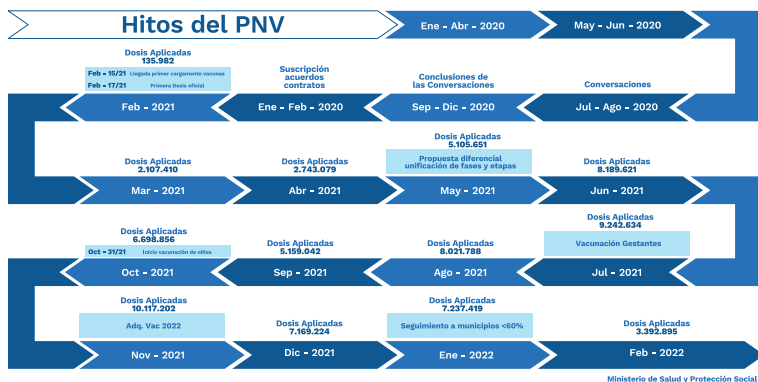 Hitos del PNV
Ene - Abr - 2020
May - Jun - 2020
Dosis Aplicadas
135.982
Feb - 15/21 Llegada primer cargamento vacunas
Feb - 17/21 Primera Dosis oficial
Feb - 2021
Suscripción
acuerdos
contratos
Ene - Feb - 2020
Conclusiones de
las Conversaciones
Sep - Dic - 2020
Conversaciones
Jul - Ago - 2020
Dosis Aplicadas
2.107.410
Mar - 2021
Dosis Aplicadas
2.743.079
Abr - 2021
Dosis Aplicadas
5.105.651
Propuesta diferencial
unificación de fases y etapas
May - 2021
Dosis Aplicadas
8.189.621
Jun - 2021
Dosis Aplicadas
6.698.856
Oct - 31/21 Inicio vacunación de niños
Oct - 2021
Dosis Aplicadas
5.159.042
Sep - 2021
Dosis Aplicadas
8.021.788
Ago - 2021
Dosis Aplicadas
9.242.634
Vacunación Gestantes
Jul - 2021
Dosis Aplicadas
10.117.202
Adq. Vac 2022
Nov - 2021
Dosis Aplicadas
7.169.224
Dic - 2021
Dosis Aplicadas
7.237.419
Seguimiento a municipios <60%
Ene - 2022
Dosis Aplicadas
3.392.895
Feb - 2022
Ministerio de Salud y Protección Social